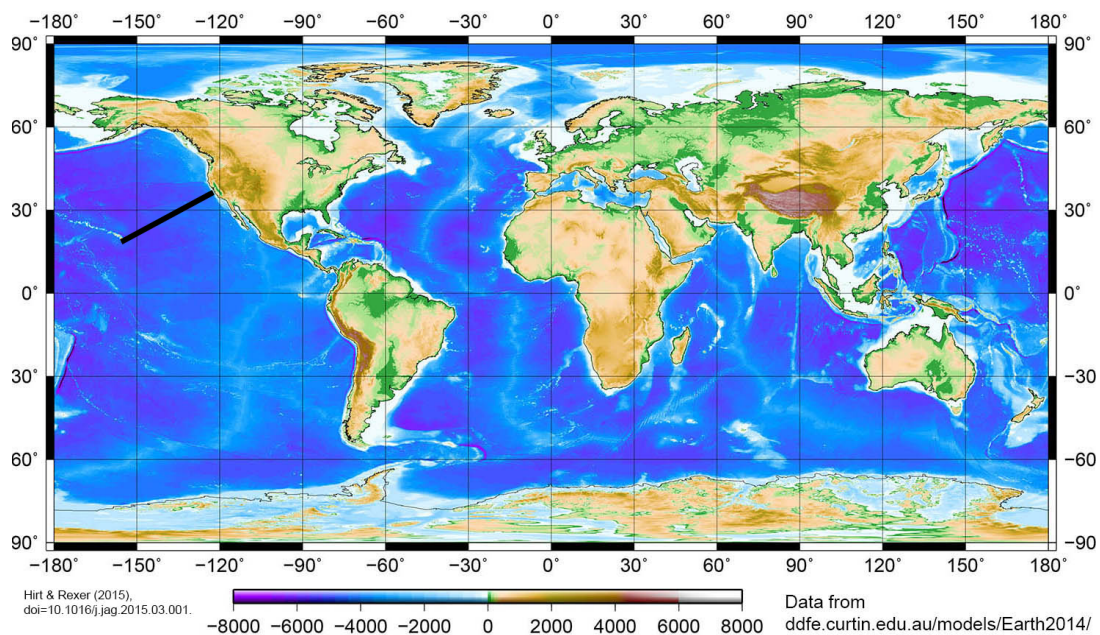 −180° −150° −120° −90° −60° −30° 0° 30° 60° 90° 120° 150° 180°
90° 90°
60° 60°
30° 30°
0° 0°
−30° −30°
−60° −60°
−90° −90
−180° −150° −120° −90° −60° −30° 0° 30° 60° 90° 120° 150° 180°
Hirt & Rexer (2015),
doi=10.1016/j.jag.2015.03.001.
−8000 −6000 −4000 −2000 0 2000 4000 6000 8000
Data from
ddfe.curtin.edu.au/models/Earth2014/